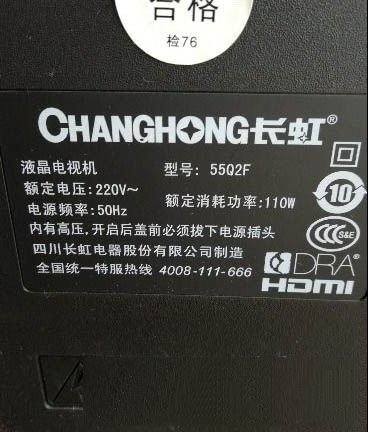 合格
检76
CHANGHONG长虹®
液晶电视机 型号: 55Q2F
额定电压:220V～ 额定消耗功率:110W
电源频率:50Hz
10
内有高压,开启后盖前必须拔下电源插头
CCC S&E
四川长虹电器股份有限公司制造
DRA®
全国统一特服热线 4008-111-666
HDMI